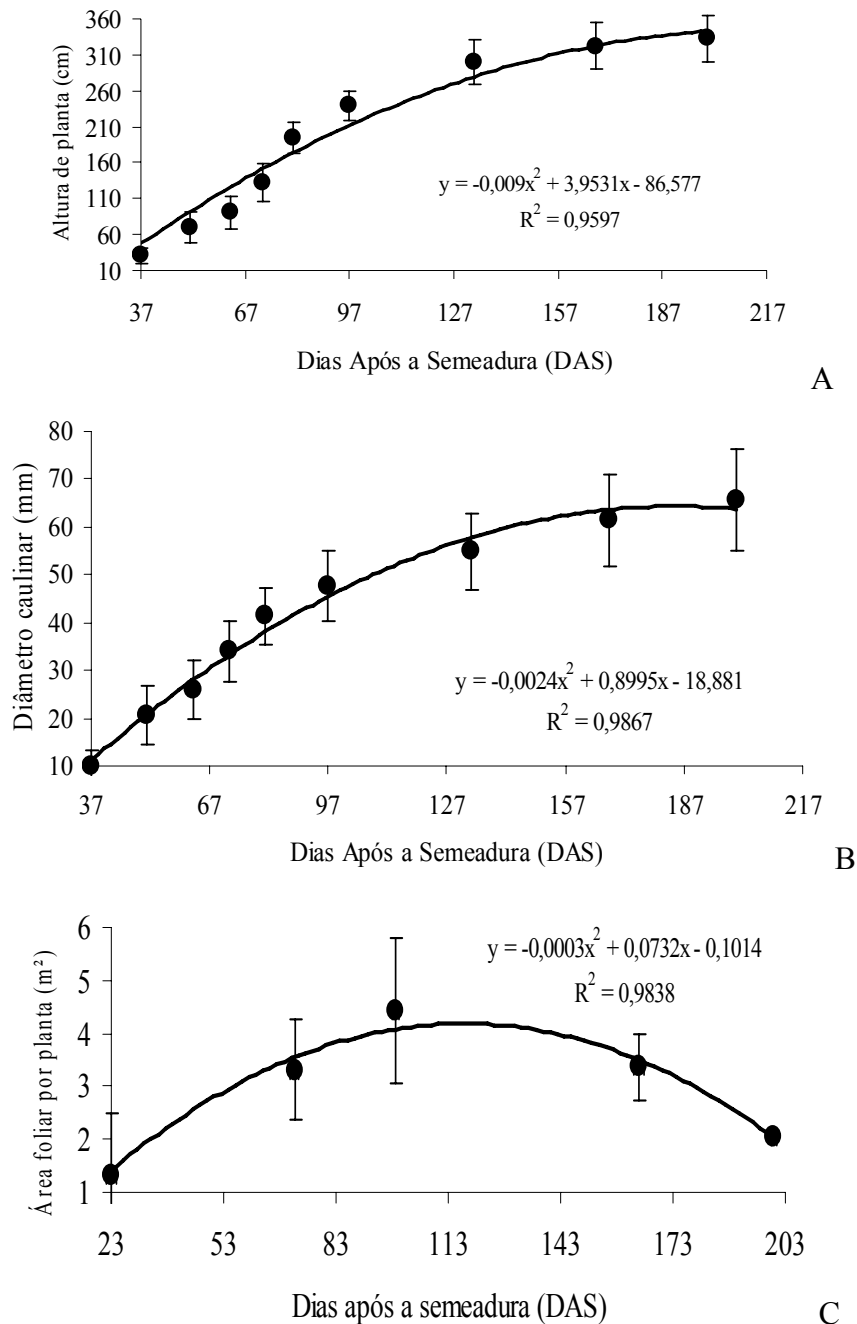 360
310
260
210
160
110
60
10
Altura de planta (cm)
y = -0,009x² + 3,9531x - 86,577
R² = 0,9597
37 67 97 127 157 187 217
Dias Após a Semeadura (DAS)
A
80
70
60
50
40
30
20
10
Diâmetro caulinar (mm)
y = -0,0024x² + 0,8995x - 18,881
R² = 0,9867
37 67 97 127 157 187 217
Dias Após a Semeadura (DAS)
B
6
5
4
3
2
1
Área foliar por planta (m²)
y = -0,0003x² + 0,0732x - 0,1014
R² = 0,9838
23 53 83 113 143 173 203
Dias após a semeadura (DAS)
C